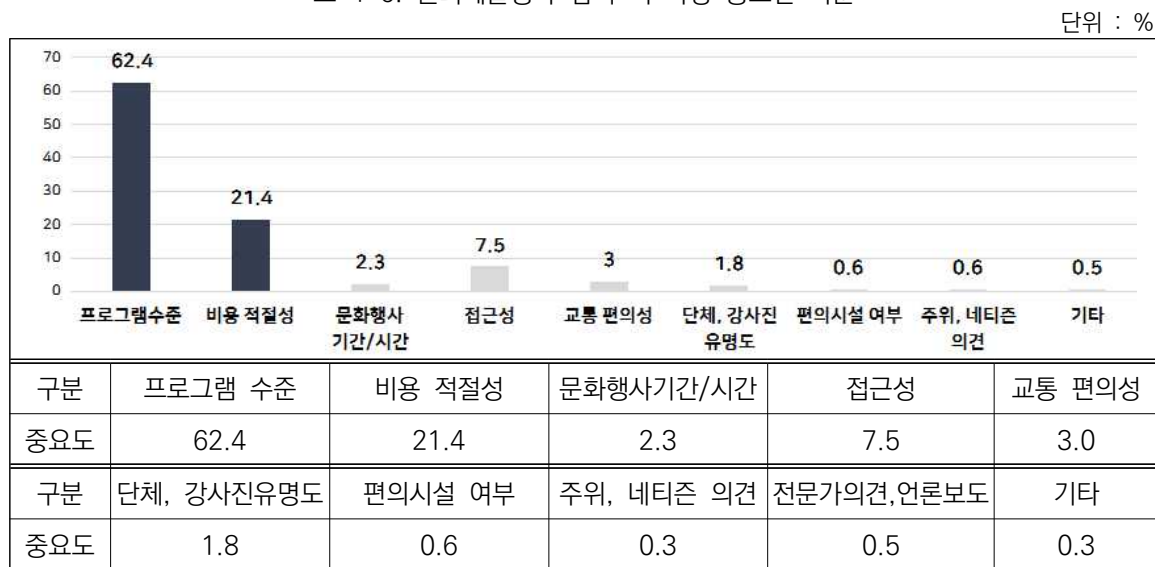 단위 : %
70
60
50
40
30
20
10
0
62.4
21.4
2.3
7.5
3
1.8
0.6
0.6
0.5
프로그램수준 비용 적절성 문화행사 접근성 교통 편의성 단체, 강사진 편의시설 여부 주위, 네티즌 기타
기간/시간 유명도 의견
구분 프로그램 수준 비용 적절성 문화행사기간/시간 접근성 교통 편의성
중요도 62.4 21.4 2.3 7.5 3.0
구분 단체, 강사진유명도 편의시설 여부 주위, 네티즌 의견 전문가의견,언론보도 기타
중요도 1.8 0.6 0.3 0.5 0.3